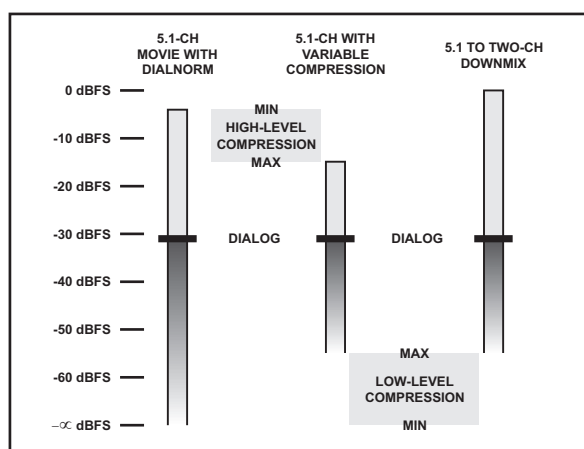 5.1-CH
MOVIE WITH
DIALNORM
5.1-CH WITH
VARIABLE
COMPRESSION
5.1 TO TWO-CH
DOWNMIX
0 dBFS
-10 dBFS
-20 dBFS
-30 dBFS
-40 dBFS
-50 dBFS
-60 dBFS
-∞ dBFS
MIN
HIGH-LEVEL
COMPRESSION
MAX
DIALOG
DIALOG
MAX
LOW-LEVEL
COMPRESSION
MIN